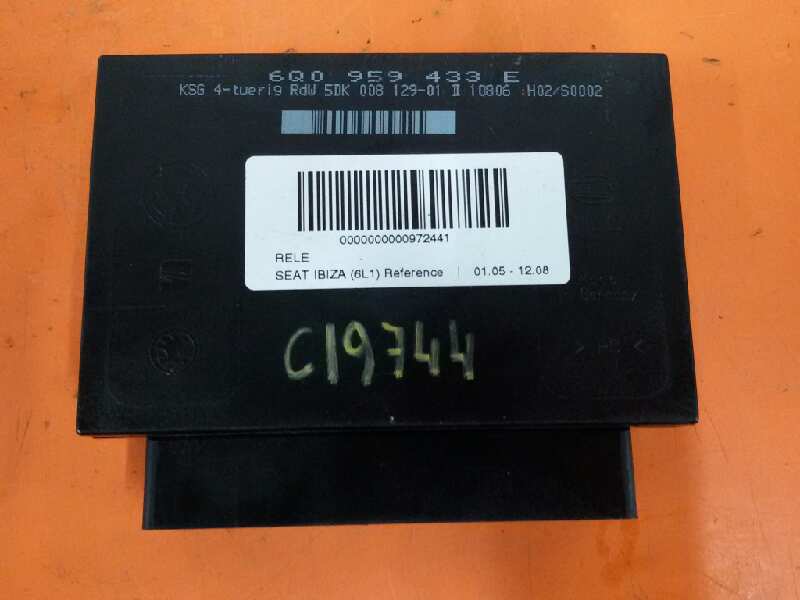 6Q0 959 433 E
KSG 4-tuerig RdW 5DK 008 129-01 II 10806 :H02/S0002
0000000000972441
RELE
SEAT IBIZA (6L1) Reference | 01.05 - 12.08
Germany
C19744